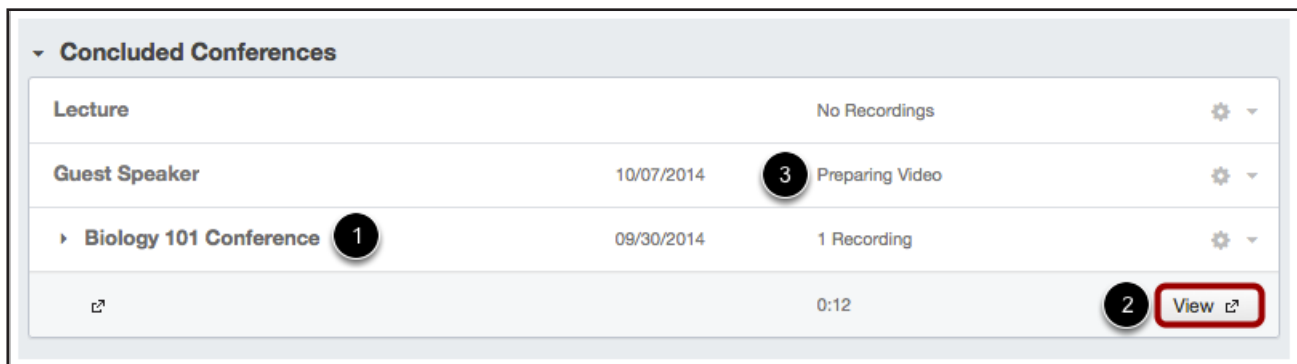 Concluded Conferences
Lecture No Recordings
Guest Speaker 10/07/2014 3 Preparing Video
Biology 101 Conference 1 09/30/2014 1 Recording
0:12 2 View